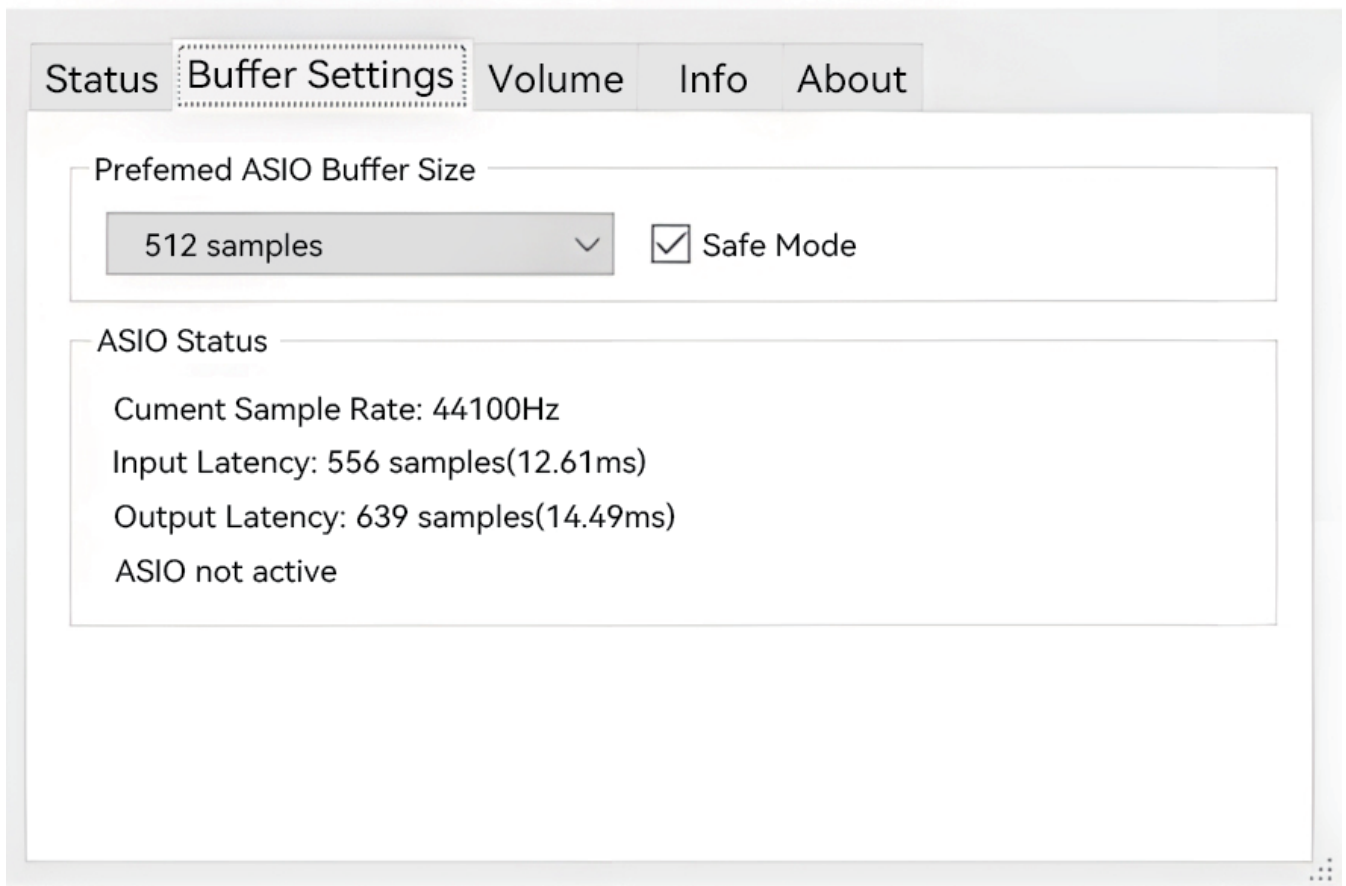 Status Buffer Settings Volume Info About
Prefemed ASIO Buffer Size
512 samples Safe Mode
ASIO Status
Cument Sample Rate: 44100Hz
Input Latency: 556 samples(12.61ms)
Output Latency: 639 samples(14.49ms)
ASIO not active